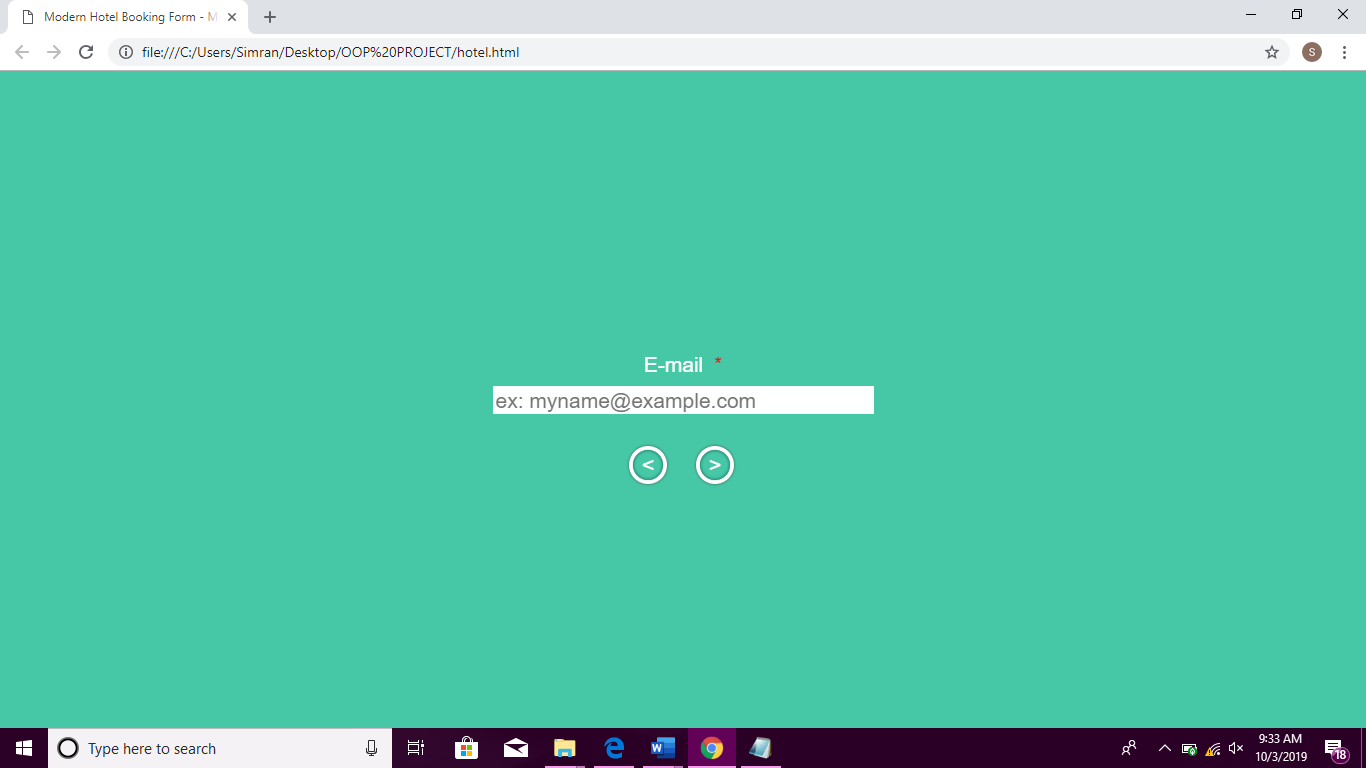 Modern Hotel Booking Form - M
file:///C:/Users/Simran/Desktop/OOP%20PROJECT/hotel.html
S
E-mail *
ex: myname@example.com
< >
Type here to search
9:33 AM
10/3/2019
18